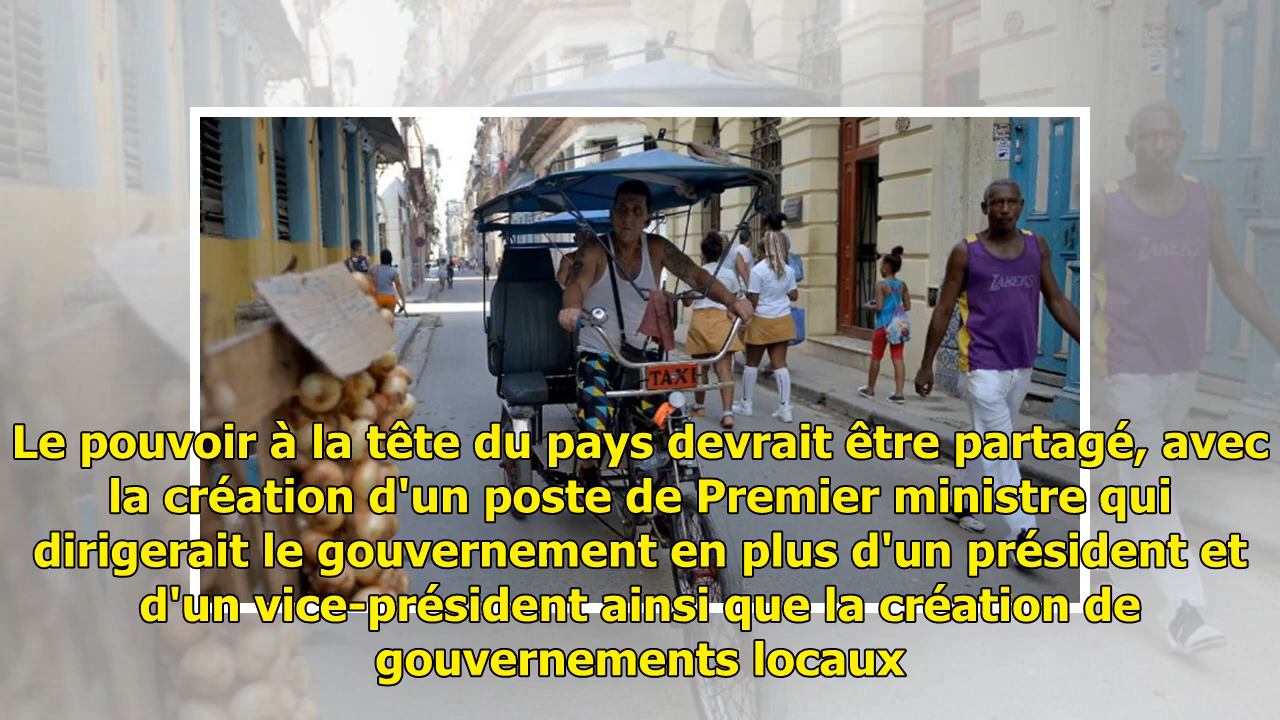 LAKERS
TAXI
Le pouvoir à la tête du pays devrait être partagé, avec
la création d'un poste de Premier ministre qui
dirigerait le gouvernement en plus d'un président et
d'un vice-président ainsi que la création de
gouvernements locaux